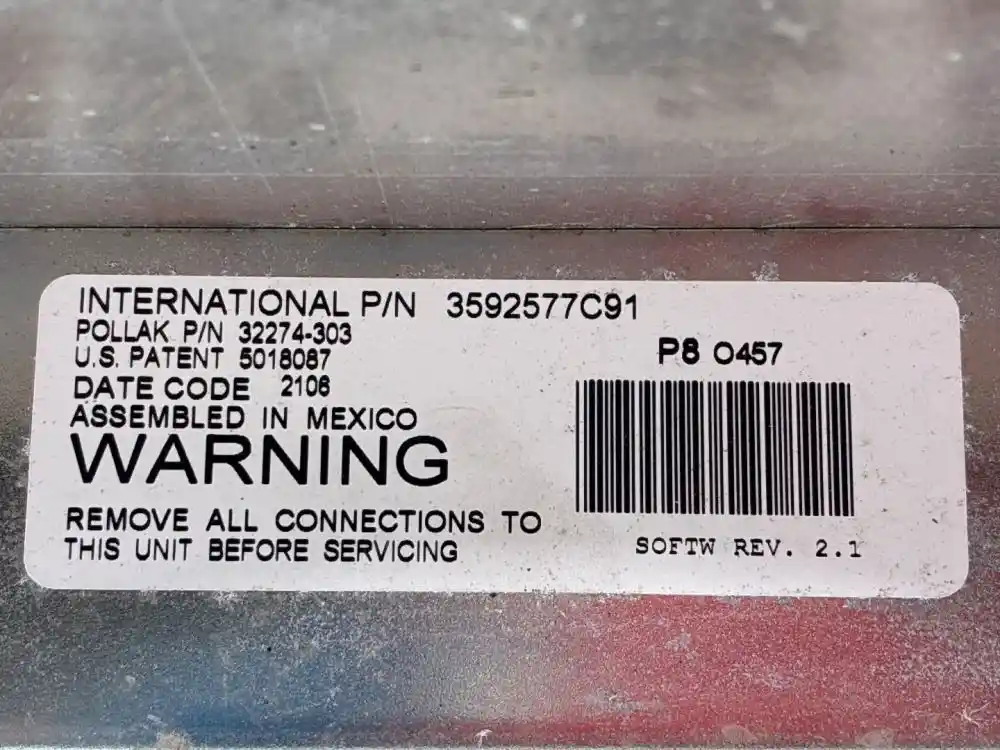 INTERNATIONAL P/N 3592577C91
POLLAK P/N 32274-303
U.S. PATENT 5018087
DATE CODE 2106
ASSEMBLED IN MEXICO
WARNING
REMOVE ALL CONNECTIONS TO
THIS UNIT BEFORE SERVICING
P8 0457
SOFTW REV. 2.1